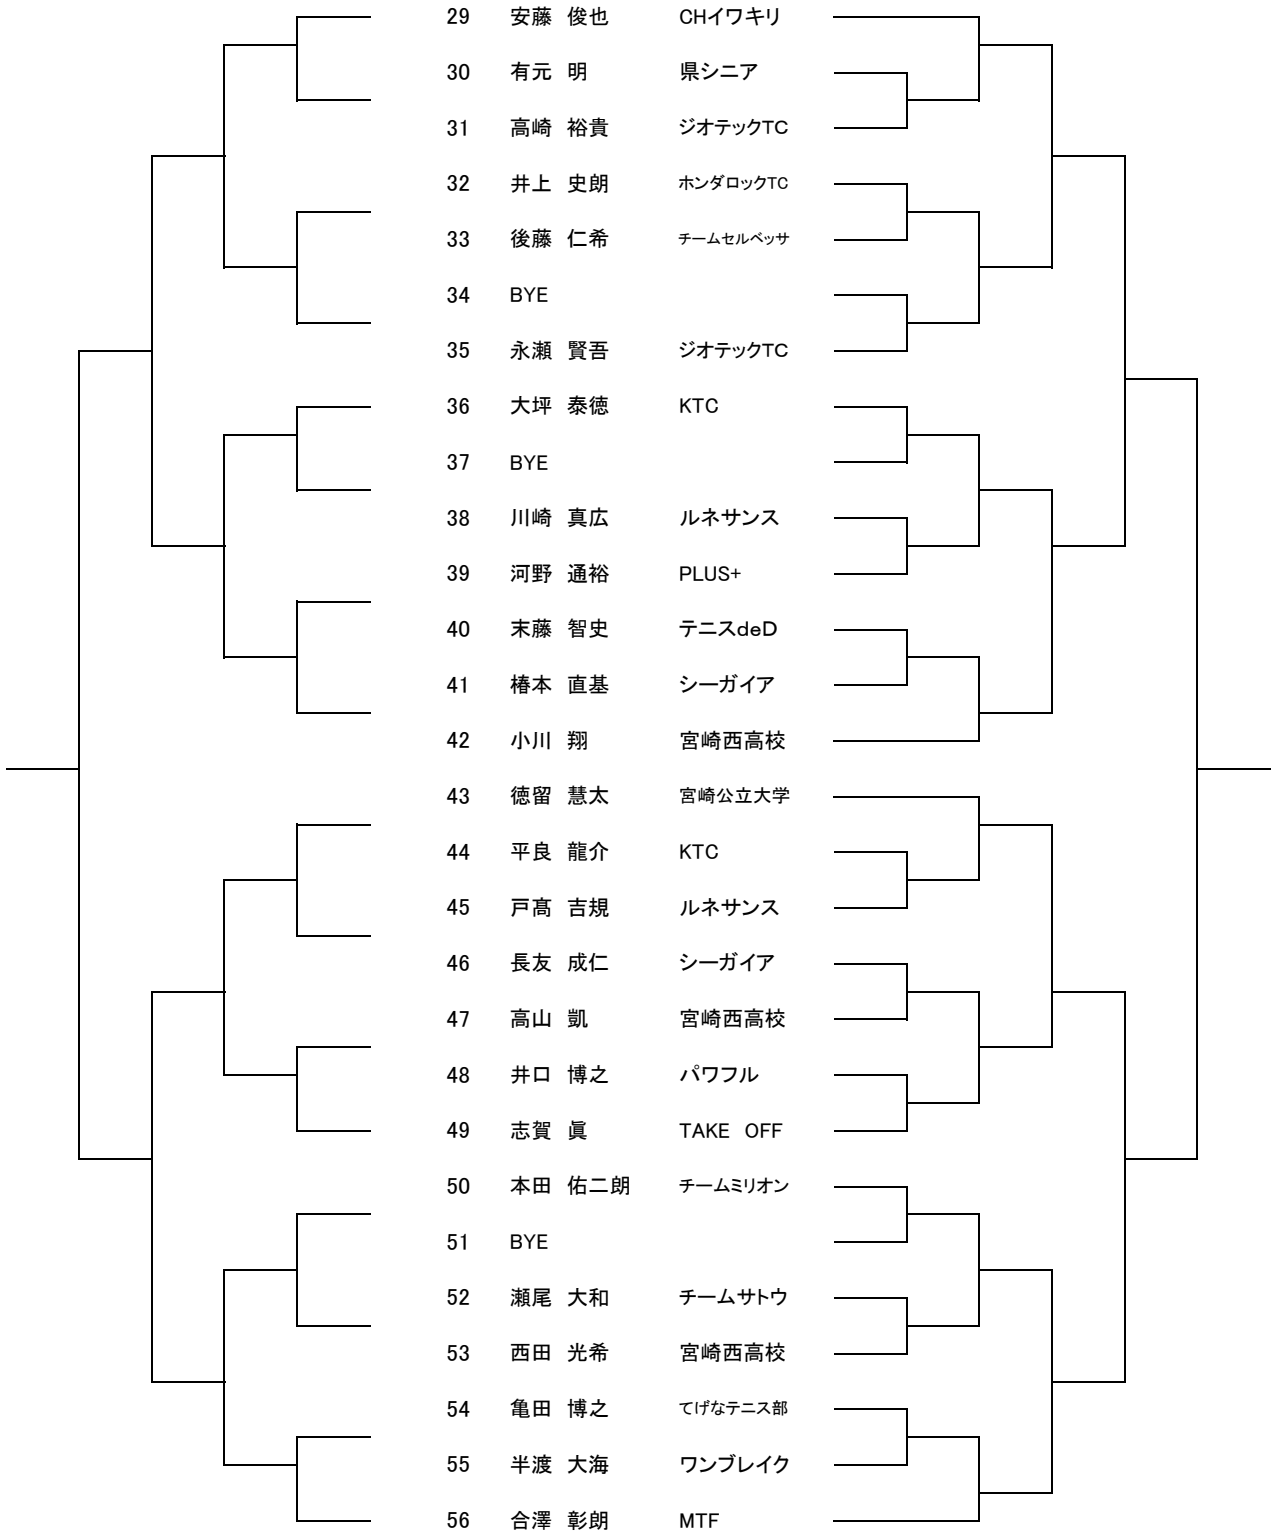 29 安藤 俊也 CHイワキリ
30 有元 明 県シニア
31 高崎 裕貴 ジオテックTC
32 井上 史朗 ホンダロックTC
33 後藤 仁希 チームセルベッサ
34 BYE
35 永瀬 賢吾 ジオテックTC
36 大坪 泰徳 KTC
37 BYE
38 川崎 真広 ルネサンス
39 河野 通裕 PLUS+
40 末藤 智史 テニスdeD
41 椿本 直基 シーガイア
42 小川 翔 宮崎西高校
43 徳留 慧太 宮崎公立大学
44 平良 龍介 KTC
45 戸髙 吉規 ルネサンス
46 長友 成仁 シーガイア
47 高山 凱 宮崎西高校
48 井口 博之 パワフル
49 志賀 眞 TAKE OFF
50 本田 佑二朗 チームミリオン
51 BYE
52 瀬尾 大和 チームサトウ
53 西田 光希 宮崎西高校
54 亀田 博之 てげなテニス部
55 半渡 大海 ワンブレイク
56 合澤 彰朗 MTF